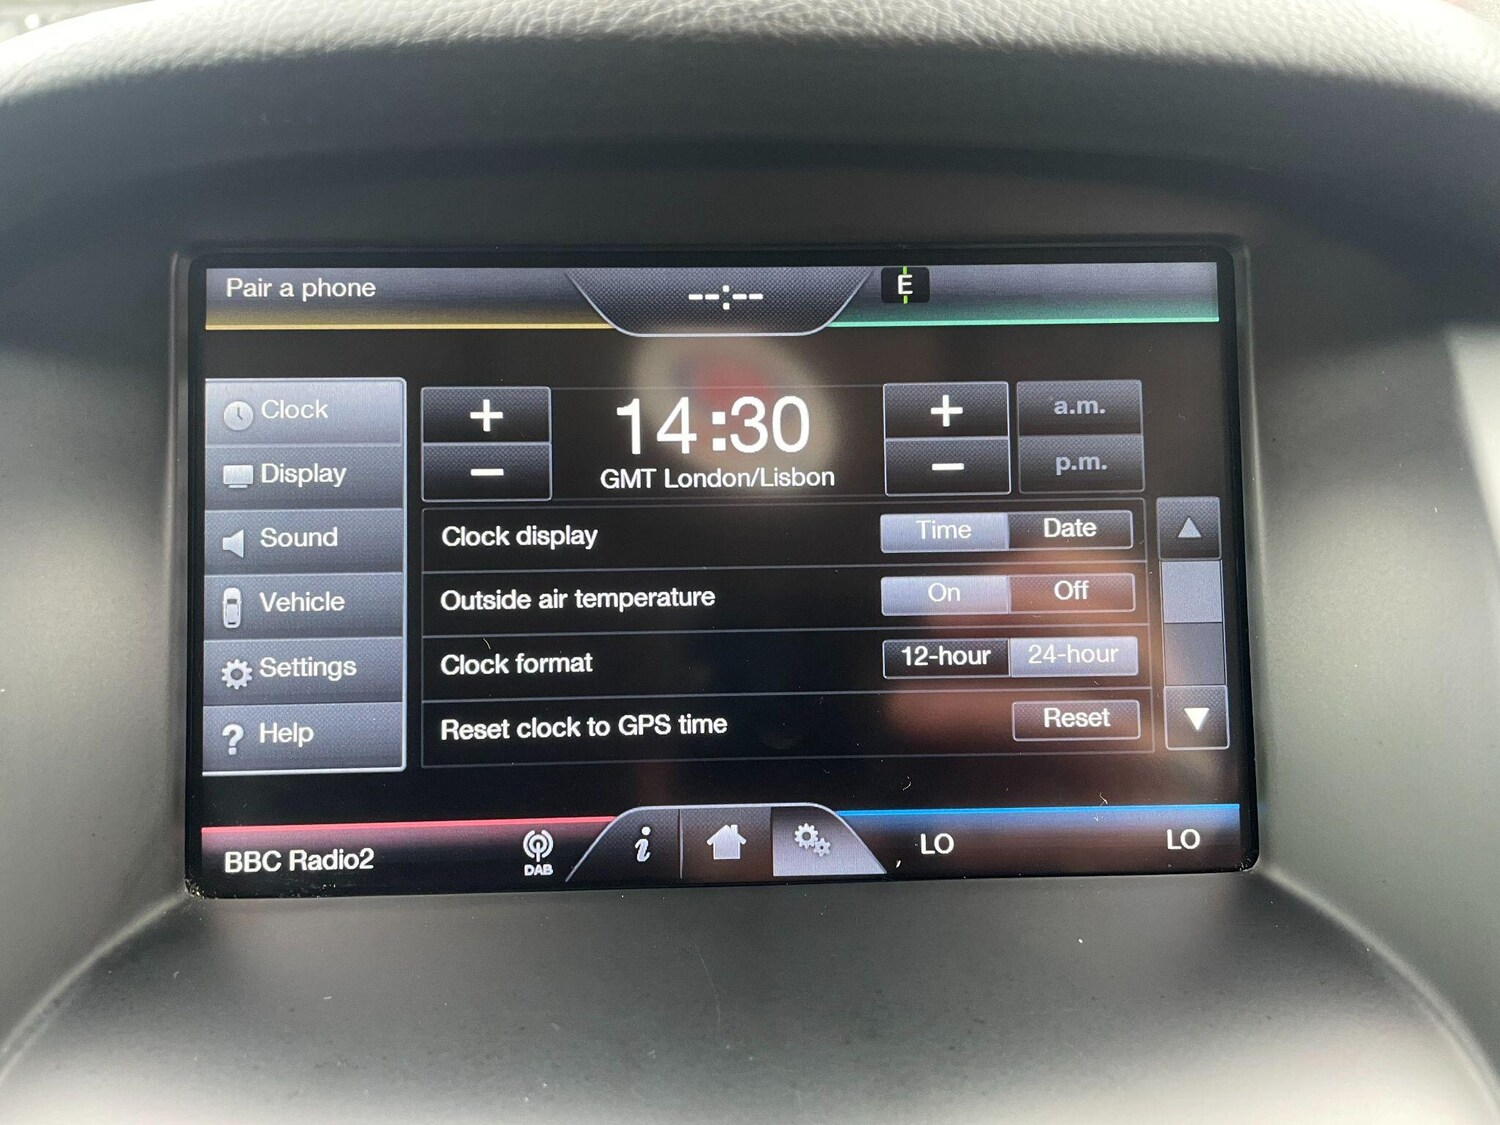 Pair a phone
--:--
E
Clock
Display
Sound
Vehicle
Settings
? Help
+
-
14:30
GMT London/Lisbon
+
-
a.m.
p.m.
Clock display Time Date
Outside air temperature On Off
Clock format 12-hour 24-hour
Reset clock to GPS time Reset
BBC Radio2
DAB
i
LO
LO